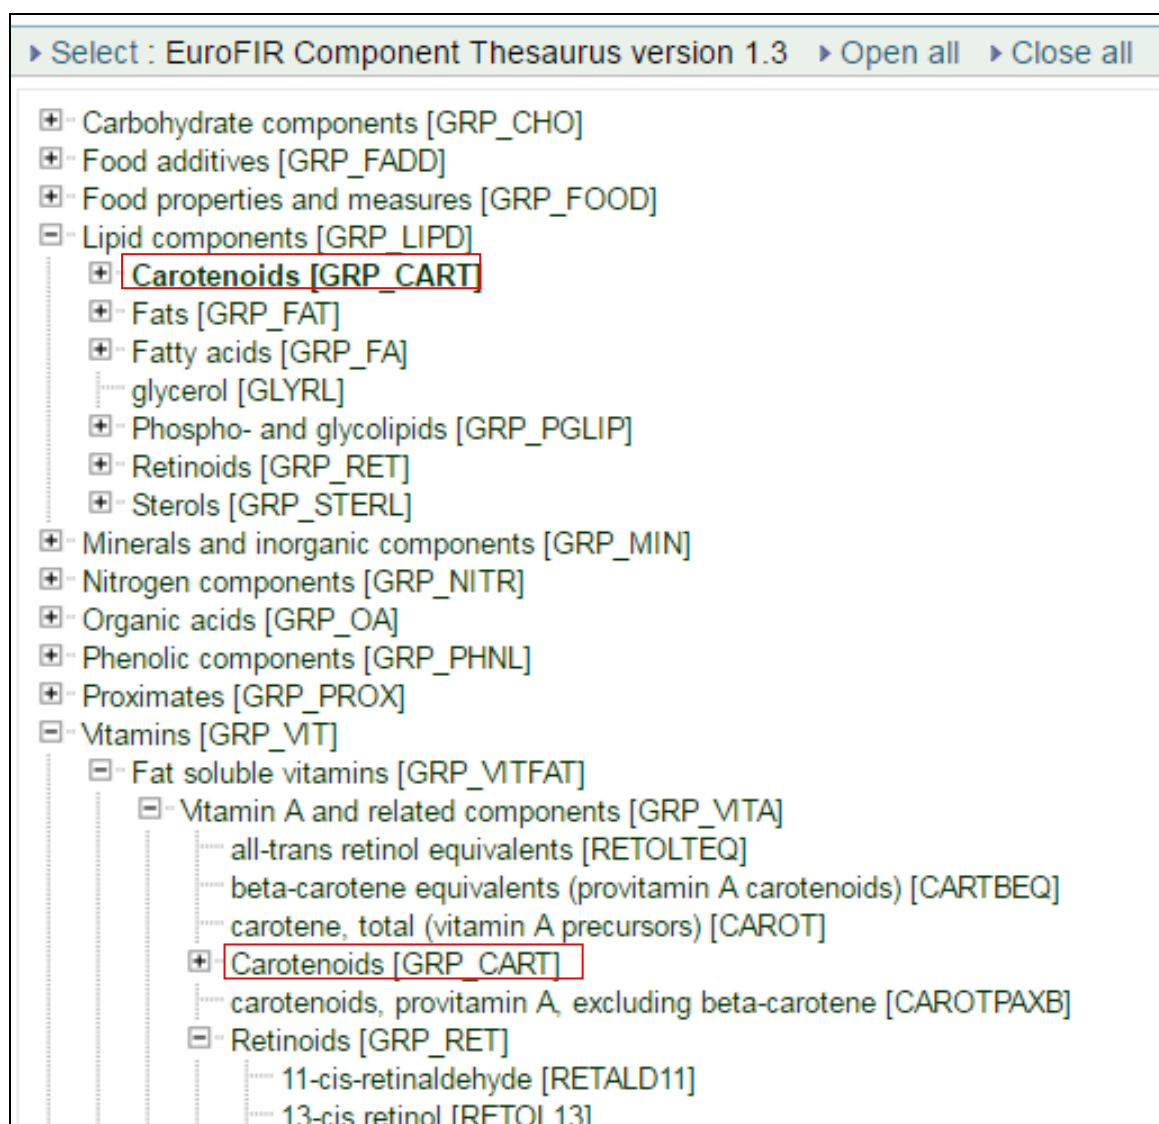 Select : EuroFIR Component Thesaurus version 1.3 Open all Close all
Carbohydrate components [GRP_CHO]
Food additives [GRP_FADD]
Food properties and measures [GRP_FOOD]
Lipid components [GRP_LIPD]
Carotenoids [GRP_CART]
Fats [GRP_FAT]
Fatty acids [GRP_FA]
glycerol [GLYRL]
Phospho- and glycolipids [GRP_PGLIP]
Retinoids [GRP_RET]
Sterols [GRP_STERL]
Minerals and inorganic components [GRP_MIN]
Nitrogen components [GRP_NITR]
Organic acids [GRP_OA]
Phenolic components [GRP_PHNL]
Proximates [GRP_PROX]
Vitamins [GRP_VIT]
Fat soluble vitamins [GRP_VITFAT]
Vitamin A and related components [GRP_VITA]
all-trans retinol equivalents [RETOLTEQ]
beta-carotene equivalents (provitamin A carotenoids) [CARTBEQ]
carotene, total (vitamin A precursors) [CAROT]
Carotenoids [GRP_CART]
carotenoids, provitamin A, excluding beta-carotene [CAROTPAXB]
Retinoids [GRP_RET]
11-cis-retinaldehyde [RETALD11]
13-cis retinol [RETOL13]